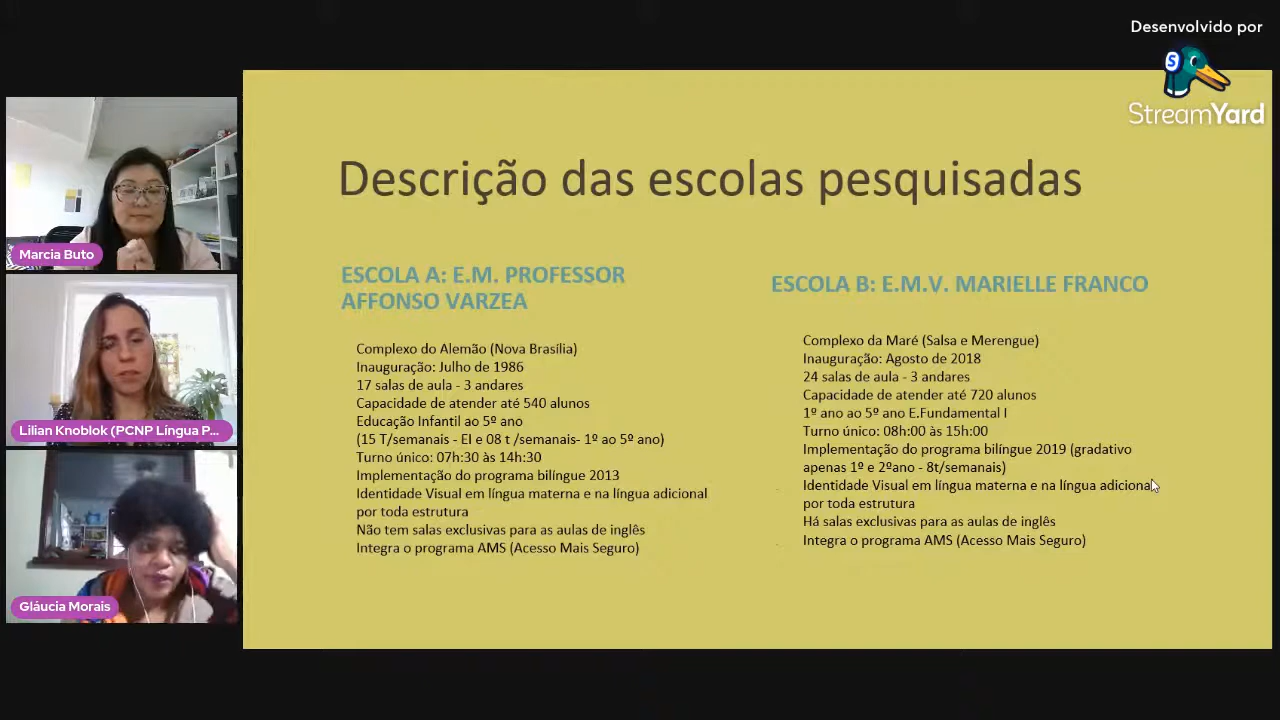 Desenvolvido por
StreamYard
Descrição das escolas pesquisadas
ESCOLA A: E.M. PROFESSOR
AFFONSO VARZEA
Complexo do Alemão (Nova Brasília)
Inauguração: Julho de 1986
17 salas de aula - 3 andares
Capacidade de atender até 540 alunos
Educação Infantil ao 5º ano
(15 T/semanais - EI e 08 t /semanais- 1º ao 5º ano)
Turno único: 07h:30 às 14h:30
Implementação do programa bilíngue 2013
Identidade Visual em língua materna e na língua adicional
por toda estrutura
Não tem salas exclusivas para as aulas de inglês
Integra o programa AMS (Acesso Mais Seguro)
ESCOLA B: E.M.V. MARIELLE FRANCO
Complexo da Maré (Salsa e Merengue)
Inauguração: Agosto de 2018
24 salas de aula - 3 andares
Capacidade de atender até 720 alunos
1º ano ao 5º ano E.Fundamental I
Turno único: 08h:00 às 15h:00
Implementação do programa bilíngue 2019 (gradativo
apenas 1º e 2ºano - 8t/semanais)
Identidade Visual em língua materna e na língua adicional
por toda estrutura
Há salas exclusivas para as aulas de inglês
Integra o programa AMS (Acesso Mais Seguro)
Marcia Buto
Lilian Knoblok (PCNP Língua P...
Gláucia Morais